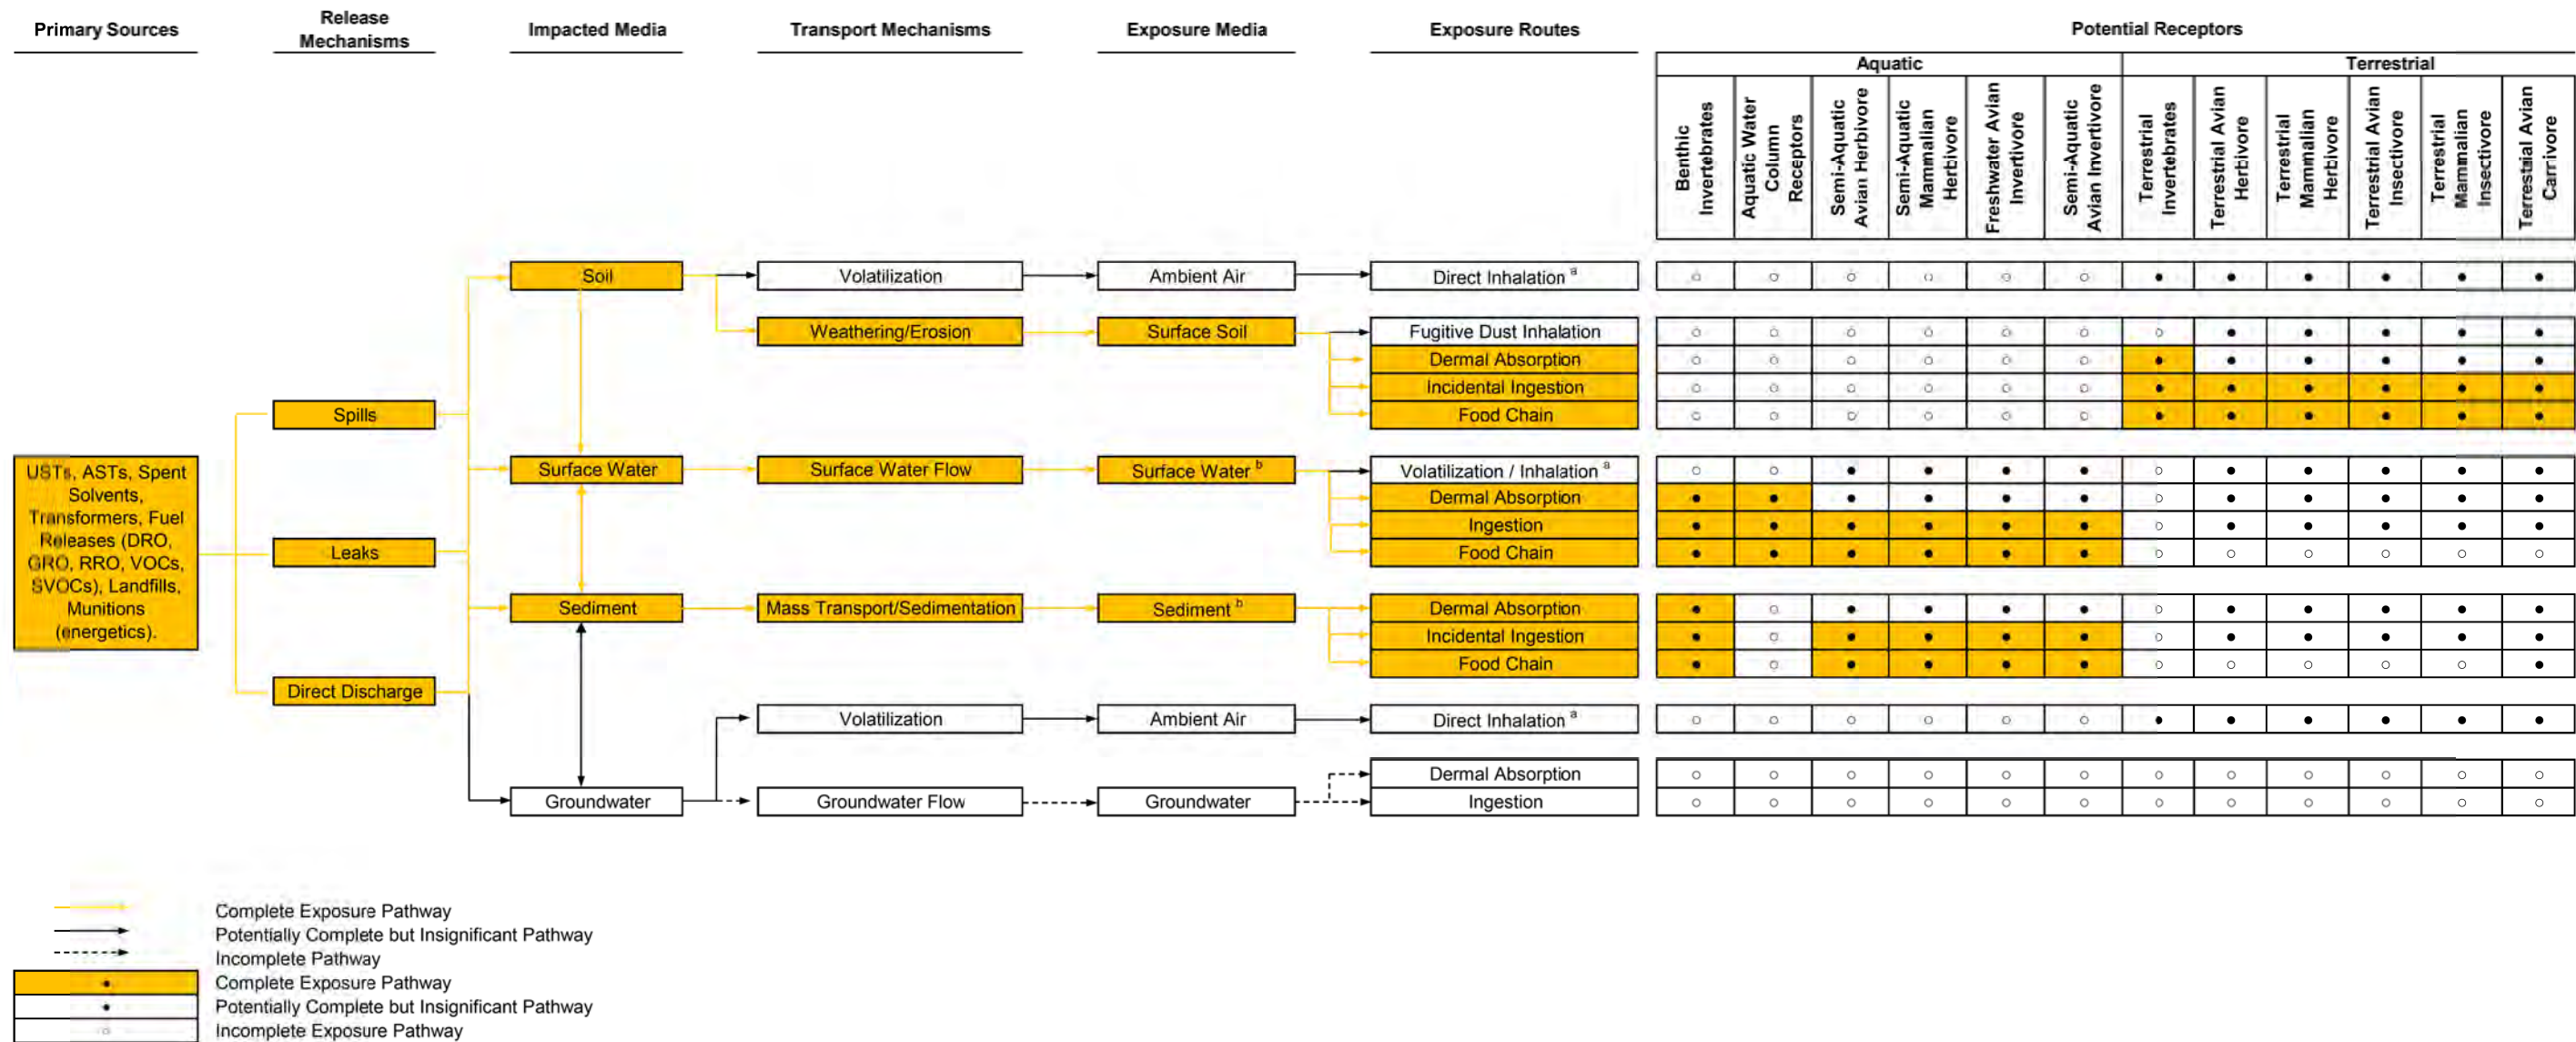 Primary Sources
Release
Mechanisms
Impacted Media
Transport Mechanisms
Exposure Media
Exposure Routes
Potential Receptors
Aquatic
Terrestrial
Benthic
Invertebrates
Aquatic Water
Column
Receptors
Semi-Aquatic
Avian Herbivore
Semi-Aquatic
Mammalian
Herbivore
Freshwater Avian
Invertivore
Semi-Aquatic
Avian Invertivore
Terrestrial
Invertebrates
Terrestrial Avian
Herbivore
Terrestrial
Mammalian
Herbivore
Terrestrial Avian
Insectivore
Terrestrial
Mammalian
Insectivore
Terrestial Avian
Carrivore
Soil
Volatilization
Ambient Air
Direct Inhalation a
Weathering/Erosion
Surface Soil
Fugitive Dust Inhalation
Dermal Absorption
Incidental Ingestion
Food Chain
Spills
Surface Water
Surface Water Flow
Surface Water b
Volatilization / Inhalation a
Dermal Absorption
Ingestion
Food Chain
USTs, ASTs, Spent
Solvents,
Transformers, Fuel
Releases (DRO,
GRO, RRO, VOCs,
SVOCs), Landfills,
Munitions
(energetics).
Leaks
Sediment
Mass Transport/Sedimentation
Sediment b
Dermal Absorption
Incidental Ingestion
Food Chain
Direct Discharge
Volatilization
Ambient Air
Direct Inhalation a
Dermal Absorption
Groundwater
Groundwater Flow
Groundwater
Ingestion
Complete Exposure Pathway
Potentially Complete but Insignificant Pathway
Incomplete Pathway
Complete Exposure Pathway
Potentially Complete but Insignificant Pathway
Incomplete Exposure Pathway